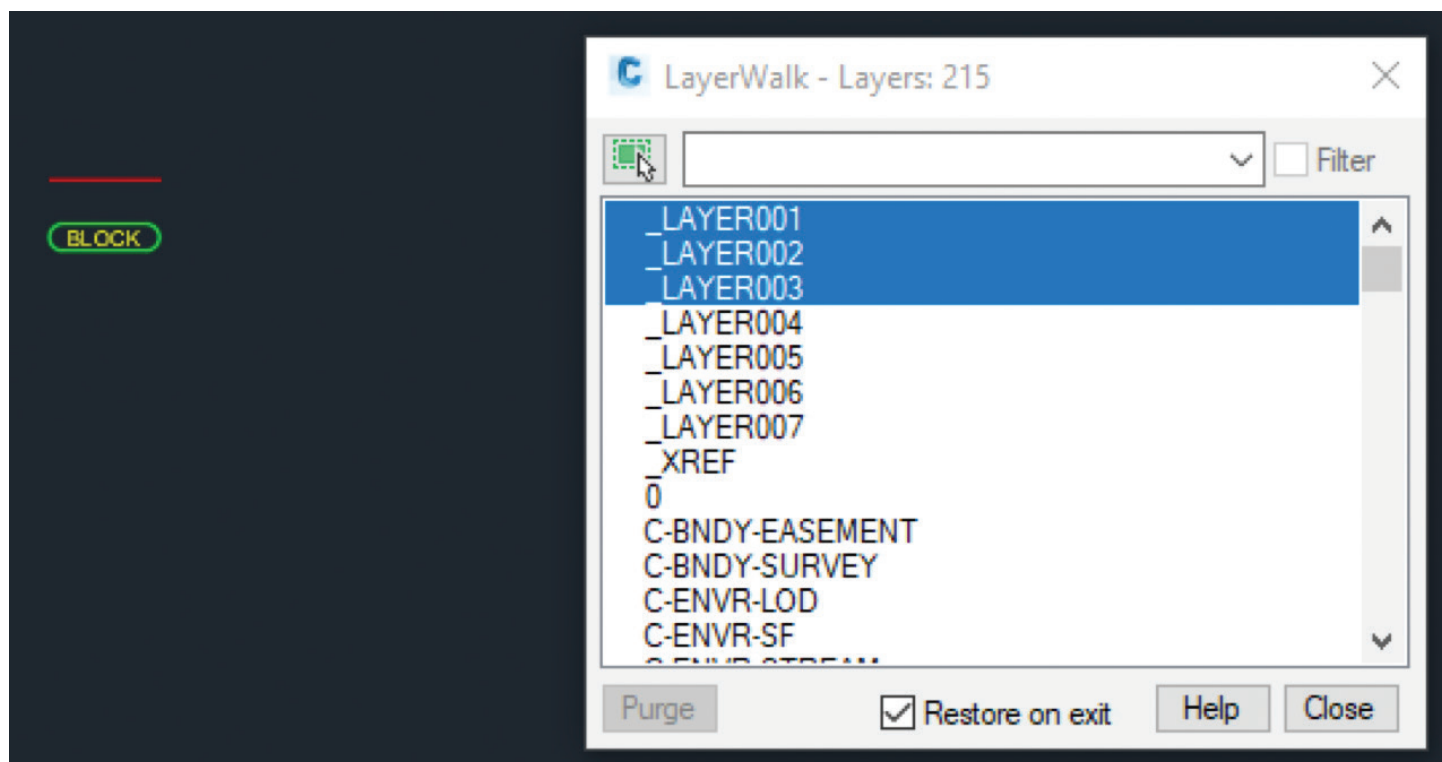 LayerWalk - Layers: 215
Filter
BLOCK
_LAYER001
_LAYER002
_LAYER003
_LAYER004
_LAYER005
_LAYER006
_LAYER007
_XREF
0
C-BNDY-EASEMENT
C-BNDY-SURVEY
C-ENVR-LOD
C-ENVR-SF
Purge
Restore on exit
Help
Close